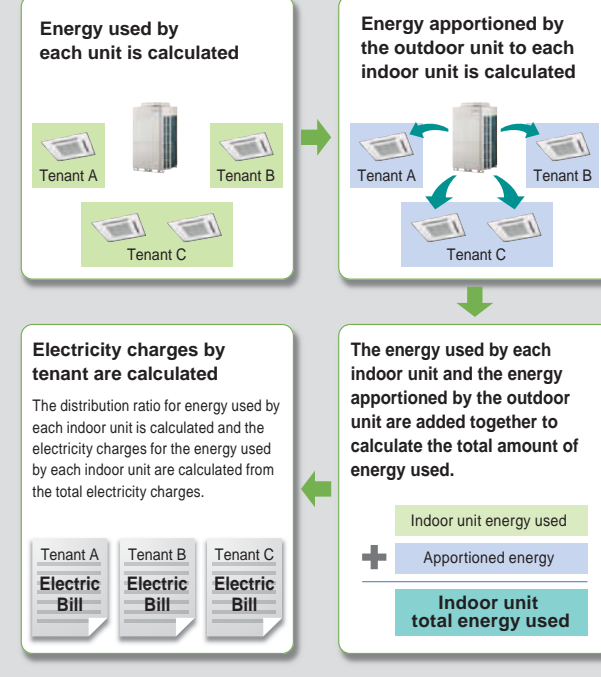 Energy used by
each unit is calculated
Tenant A
Tenant B
Tenant C
Energy apportioned by
the outdoor unit to each
indoor unit is calculated
Tenant A
Tenant B
Tenant C
The energy used by each
indoor unit and the energy
apportioned by the outdoor
unit are added together to
calculate the total amount of
energy used.
Indoor unit energy used
Apportioned energy
Indoor unit
total energy used
Electricity charges by
tenant are calculated
The distribution ratio for energy used by
each indoor unit is calculated and the
electricity charges for the energy used
by each indoor unit are calculated from
the total electricity charges.
Tenant A
Electric
Bill
Tenant B
Electric
Bill
Tenant C
Electric
Bill